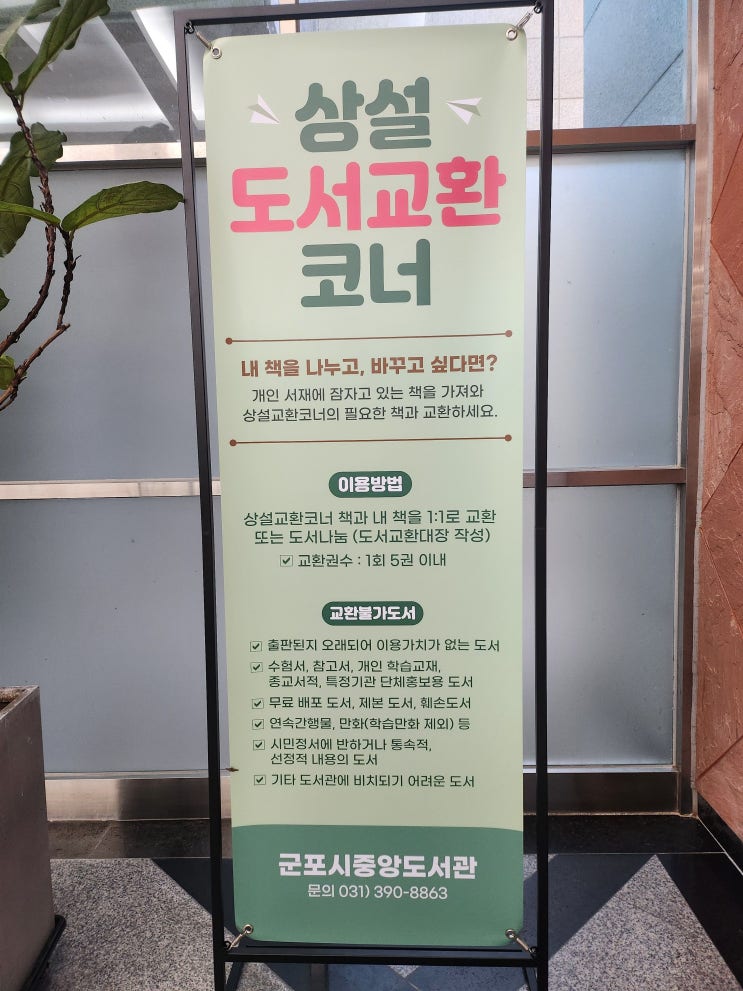 상설
도서교환
코너
내 책을 나누고, 바꾸고 싶다면?
개인 서재에 잠자고 있는 책을 가져와
상설교환코너의 필요한 책과 교환하세요.
이용방법
상설교환코너 책과 내 책을 1:1로 교환
또는 도서나눔 (도서교환대장 작성)
☑ 교환권수 : 1회 5권 이내
교환불가도서
☑ 출판된지 오래되어 이용가치가 없는 도서
☑ 수험서, 참고서, 개인 학습교재,
종교서적, 특정기관 단체홍보용 도서
☑ 무료 배포 도서, 제본 도서, 훼손도서
☑ 연속간행물, 만화(학습만화 제외) 등
☑ 시민정서에 반하거나 통속적,
선정적 내용의 도서
☑ 기타 도서관에 비치되기 어려운 도서
군포시중앙도서관
문의 031) 390-8863